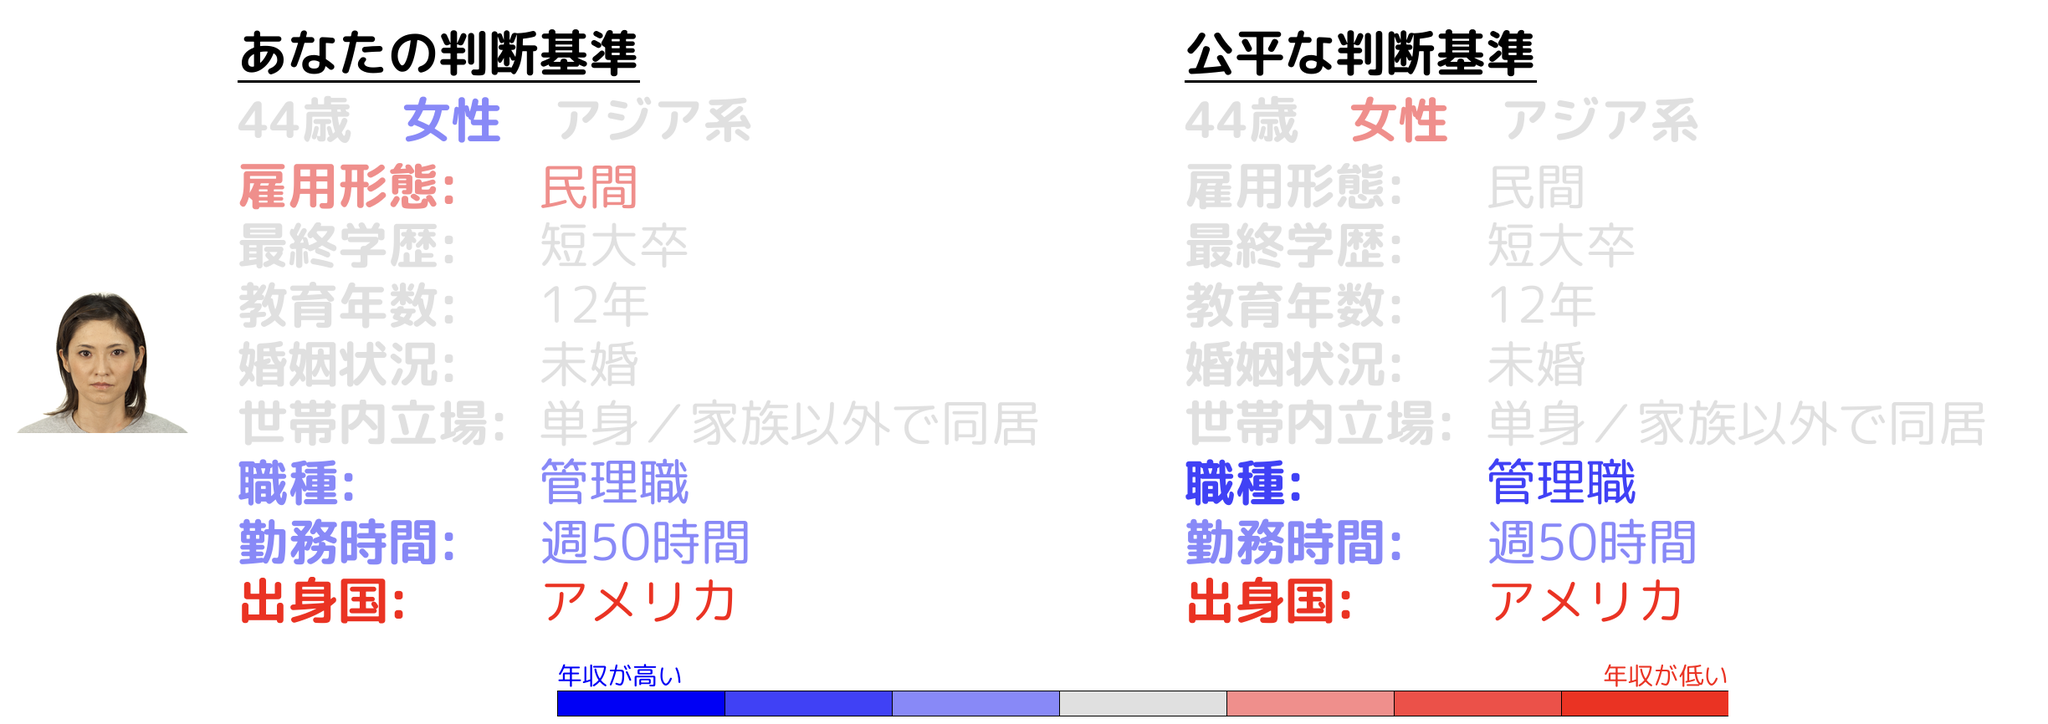 あなたの判断基準
44歳 女性 アジア系
雇用形態: 民間
最終学歴: 短大卒
教育年数: 12年
婚姻状況: 未婚
世帯内立場: 単身／家族以外で同居
職種: 管理職
勤務時間: 週50時間
出身国: アメリカ
公平な判断基準
44歳 女性 アジア系
雇用形態: 民間
最終学歴: 短大卒
教育年数: 12年
婚姻状況: 未婚
世帯内立場: 単身／家族以外で同居
職種: 管理職
勤務時間: 週50時間
出身国: アメリカ
年収が高い 年収が低い